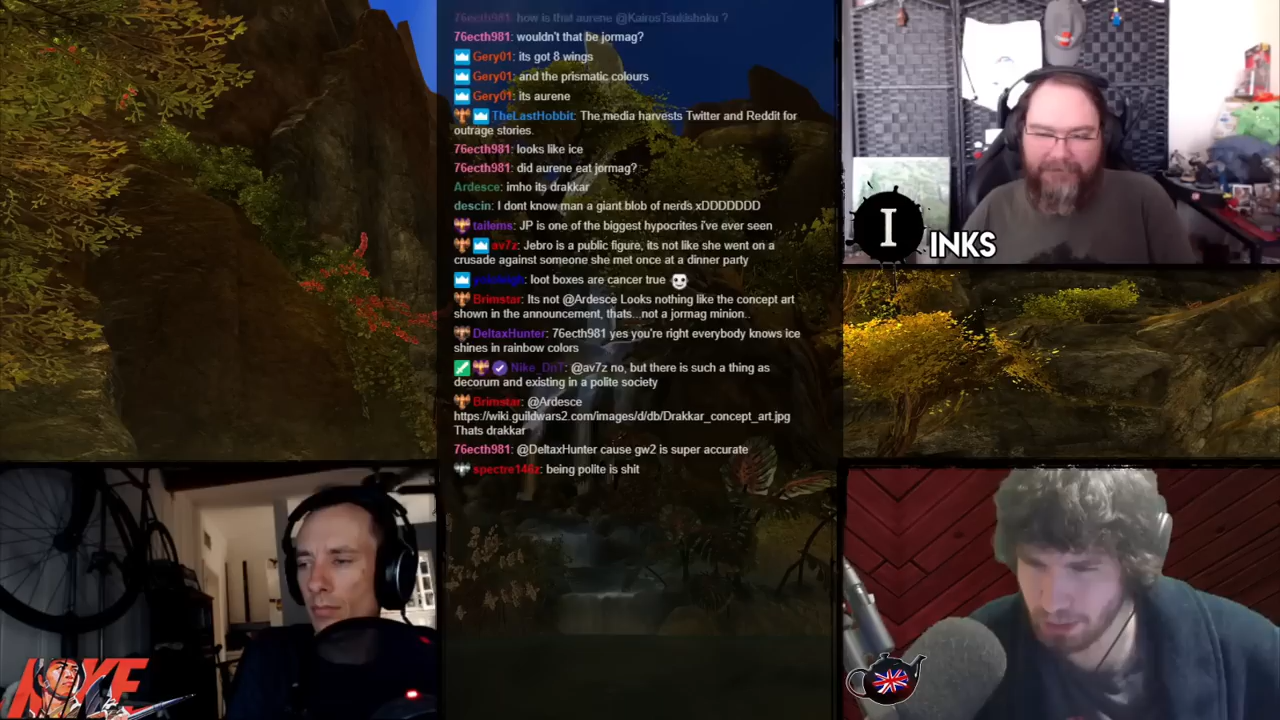 76ecth981: how is that aurene @KairosTsukishoku ?
76ecth981: wouldn't that be jormag?
Gery01: its got 8 wings
Gery01: and the prismatic colours
Gery01: its aurene
TheLastHobbit: The media harvests Twitter and Reddit for
outrage stories.
76ecth981: looks like ice
76ecth981: did aurene eat jormag?
Ardesce: imho its drakkar
descin: I dont know man a giant blob of nerds xDDDDDDD
tailems: JP is one of the biggest hypocrites i've ever seen
av7z: Jebro is a public figure, its not like she went on a
crusade against someone she met once at a dinner party
: loot boxes are cancer true
Brimstar: Its not @Ardesce Looks nothing like the concept art
shown in the announcement, thats...not a jormag minion..
DeltaxHunter: 76ecth981 yes you're right everybody knows ice
shines in rainbow colors
Nike_DnT: @av7z no, but there is such a thing as
decorum and existing in a polite society
Brimstar: @Ardesce
https://wiki.guildwars2.com/images/d/db/Drakkar_concept_art.jpg
Thats drakkar
76ecth981: @DeltaxHunter cause gw2 is super accurate
spectre146z: being polite is shit
I INKS
NIKE